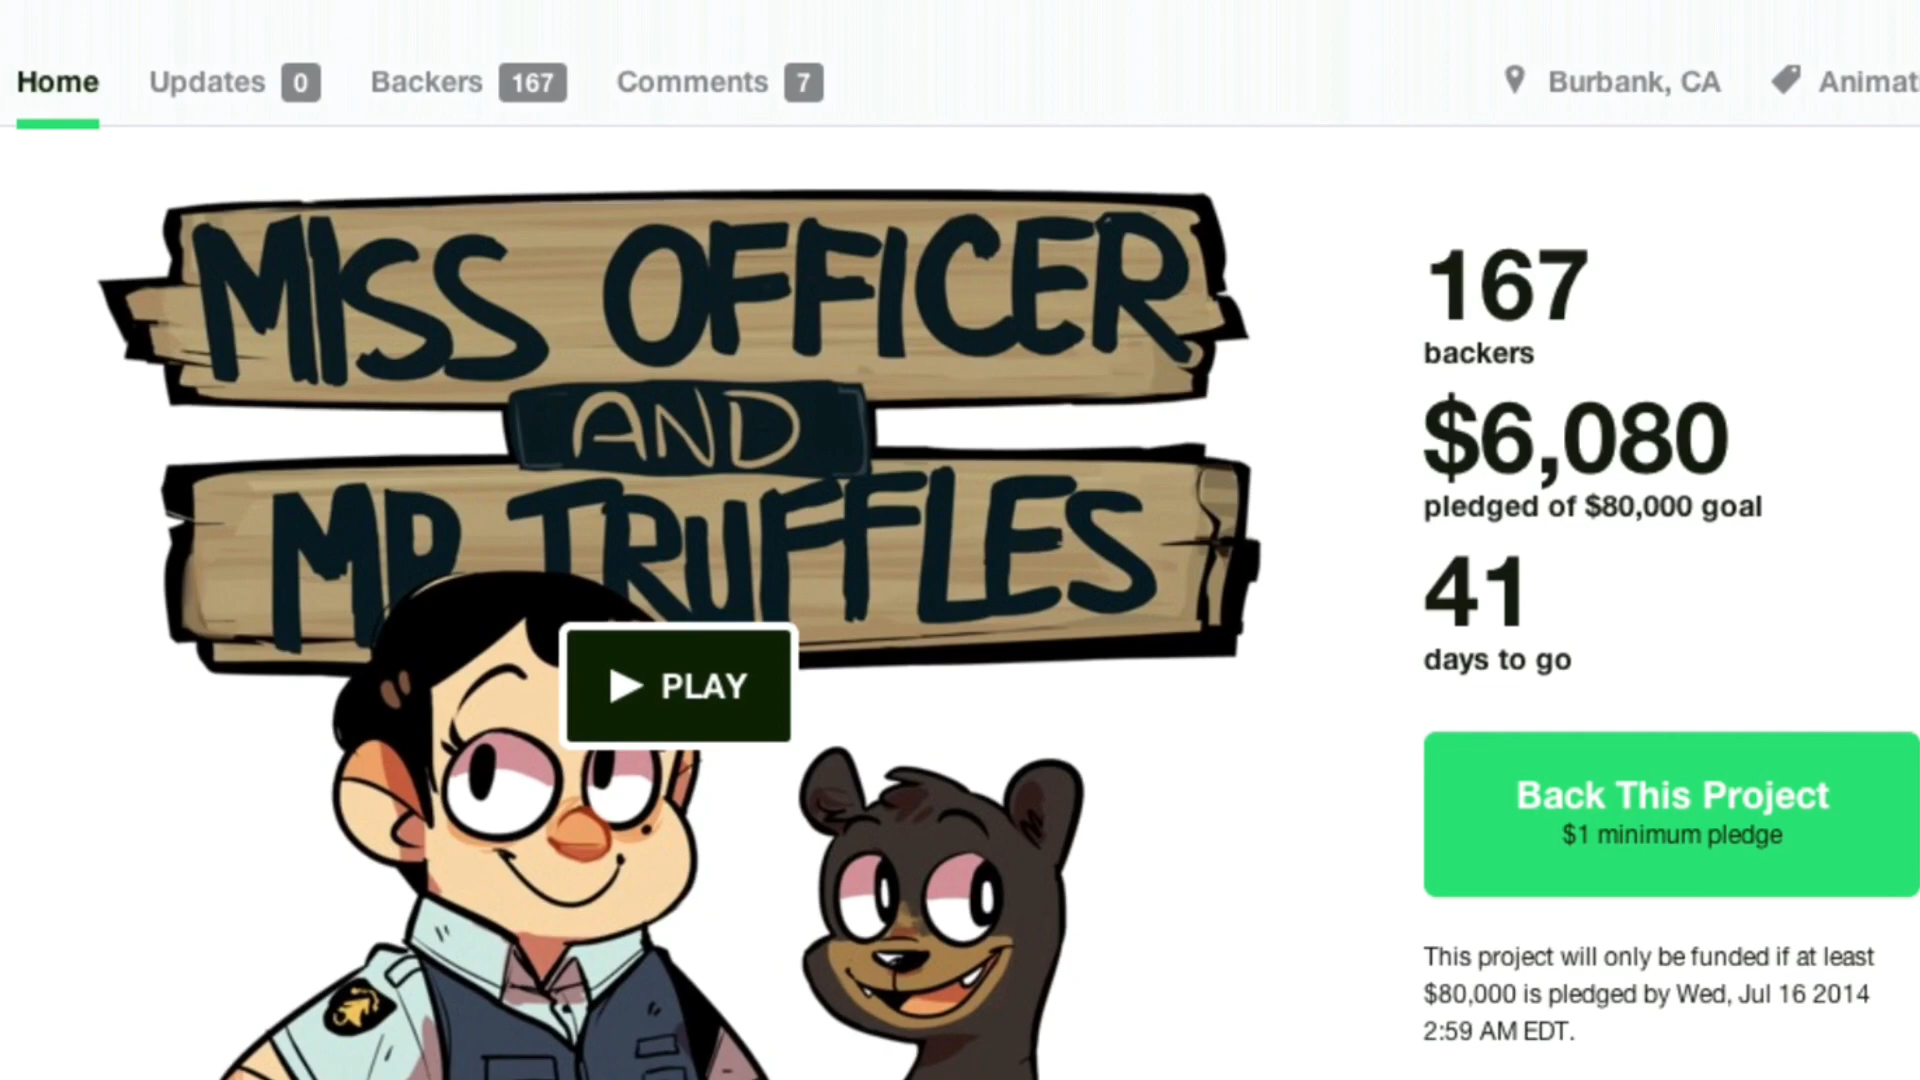 Home Updates 0 Backers 167 Comments 7 Burbank, CA Animat
MISS OFFICER
AND
MR TRUFFLES
PLAY
167
backers
$6,080
pledged of $80,000 goal
41
days to go
Back This Project
$1 minimum pledge
This project will only be funded if at least
$80,000 is pledged by Wed, Jul 16 2014
2:59 AM EDT.